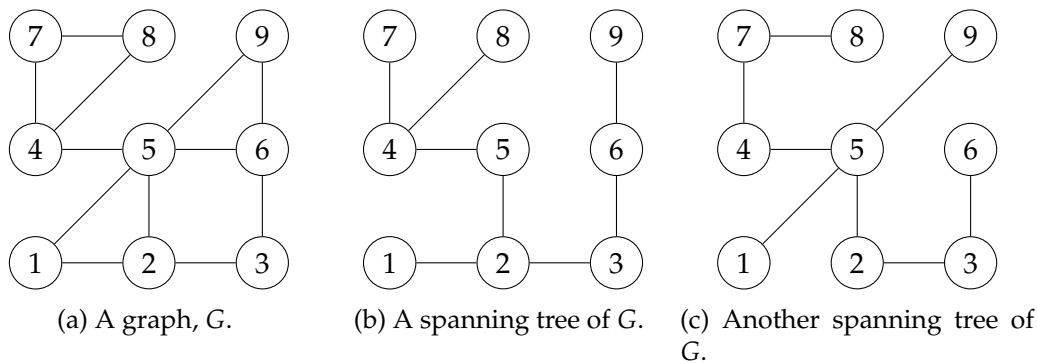 7 8 9 7 8 9 7 8 9
4 5 6 4 5 6 4 5 6
1 2 3 1 2 3 1 2 3
(a) A graph, G.
(b) A spanning tree of G.
(c) Another spanning tree of
G.